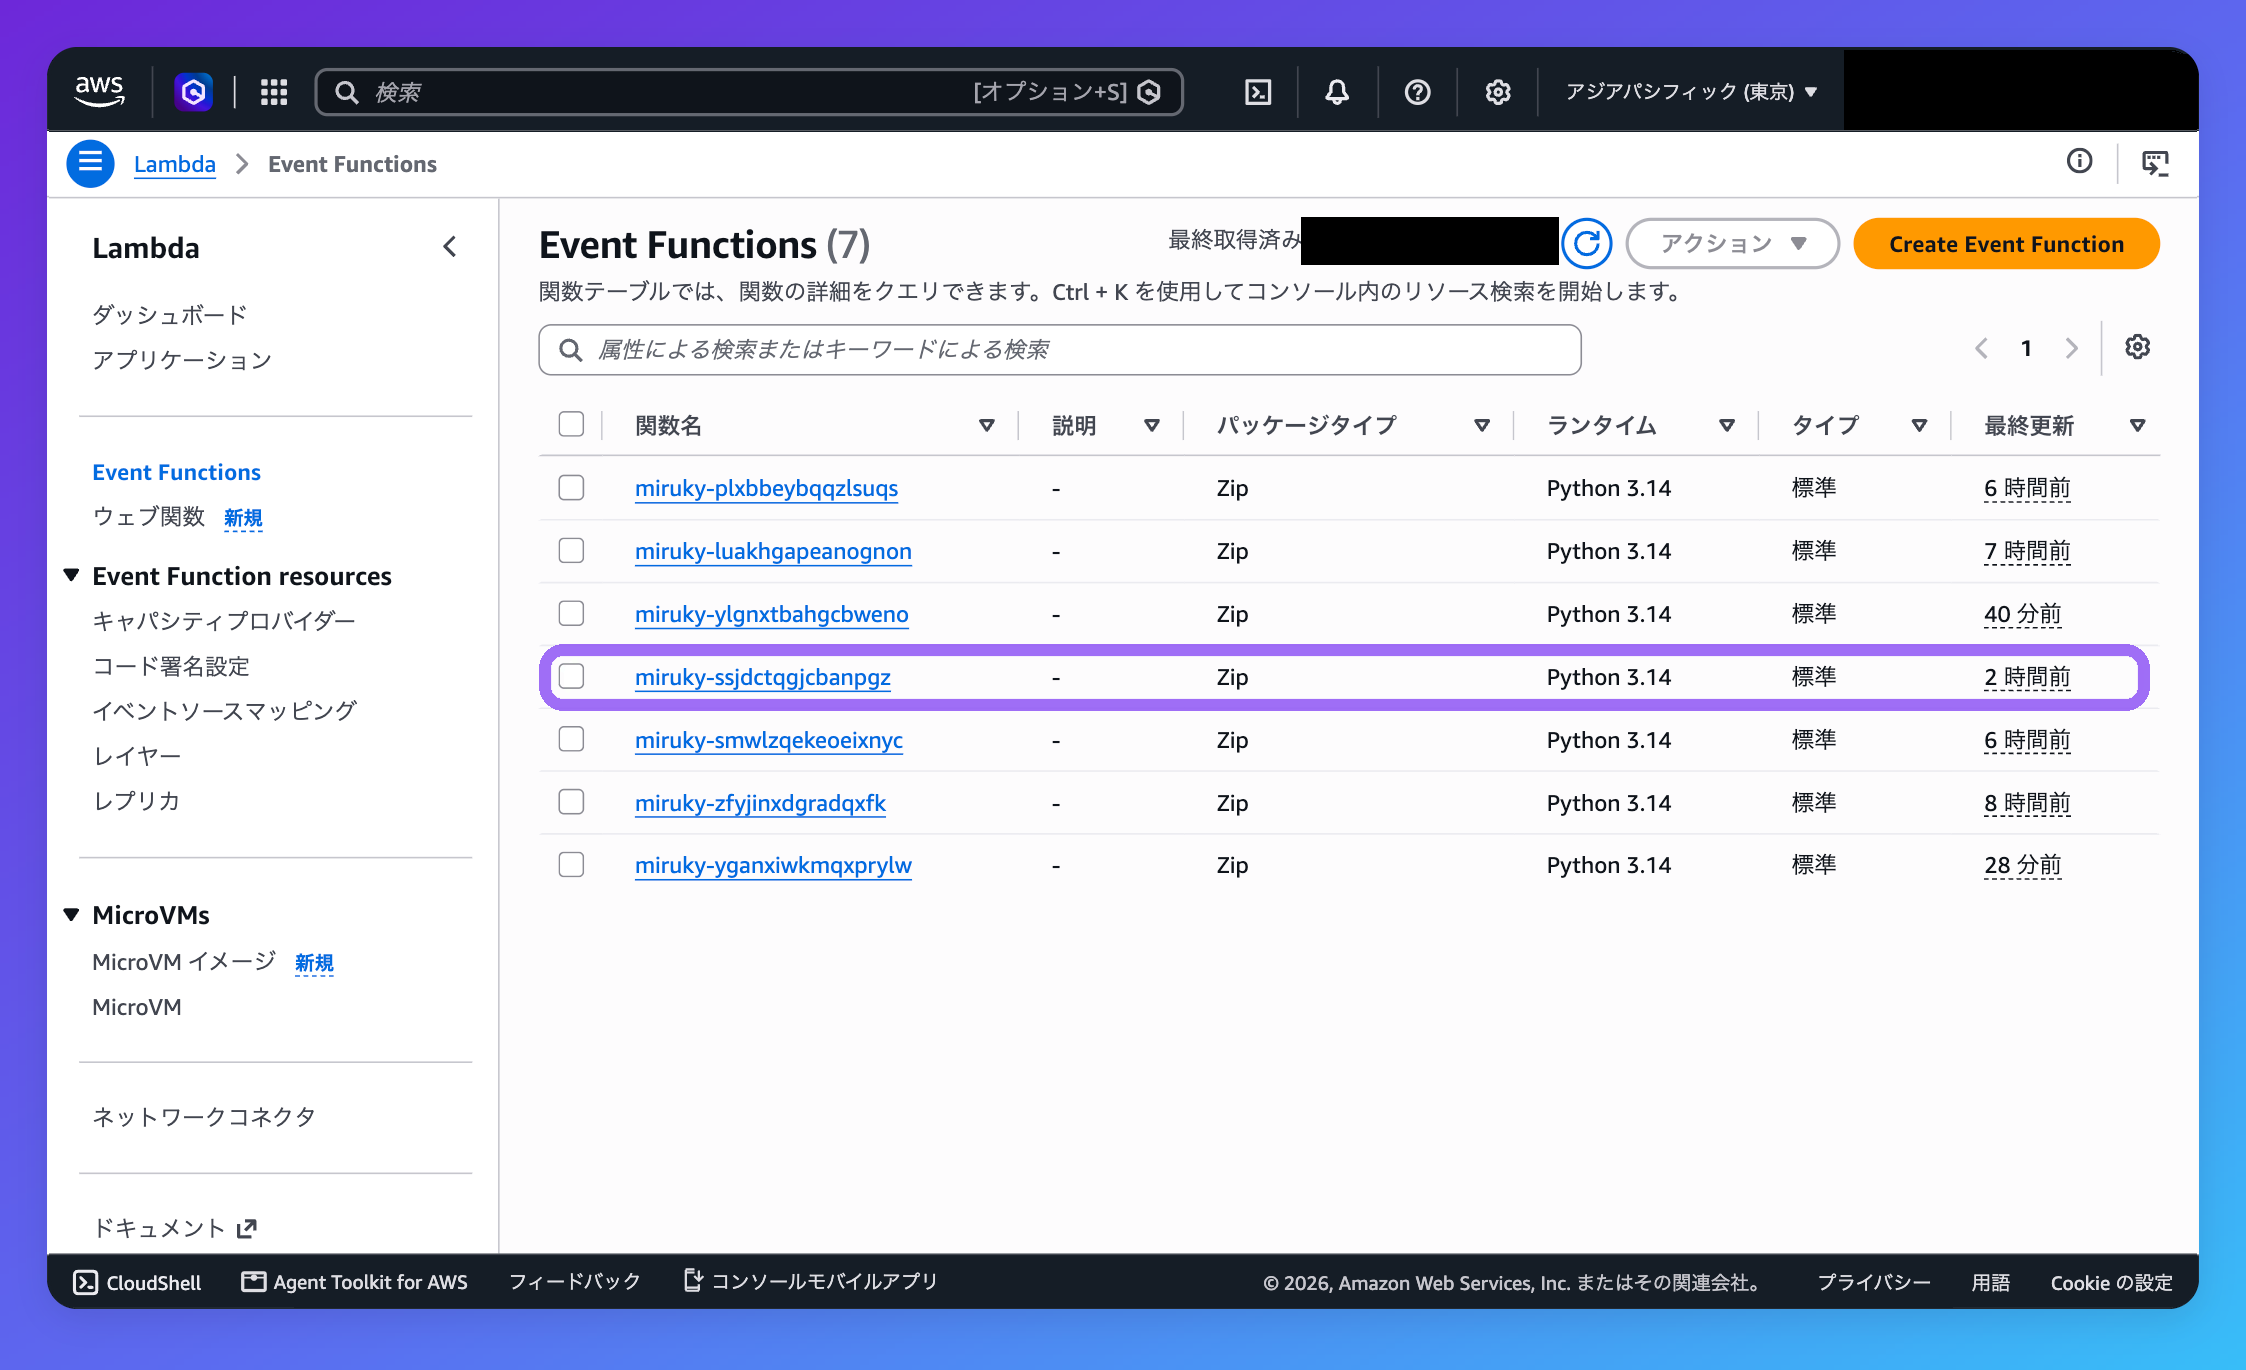 aws
検索 [オプション+S]
アジアパシフィック (東京) ▼
Lambda > Event Functions
Lambda
ダッシュボード
アプリケーション
Event Functions
ウェブ関数 新規
Event Function resources
キャパシティプロバイダー
コード署名設定
イベントソースマッピング
レイヤー
レプリカ
MicroVMs
MicroVM イメージ 新規
MicroVM
ネットワークコネクタ
ドキュメント
Event Functions (7)
最終取得済み
アクション ▼
Create Event Function
関数テーブルでは、関数の詳細をクエリできます。Ctrl + K を使用してコンソール内のリソース検索を開始します。
属性による検索またはキーワードによる検索
1
関数名 説明 パッケージタイプ ランタイム タイプ 最終更新
miruky-plxbbeybqqzlsuqs - Zip Python 3.14 標準 6 時間前
miruky-luakhgapeanognon - Zip Python 3.14 標準 7 時間前
miruky-ylgnxtbahgcbweno - Zip Python 3.14 標準 40 分前
miruky-ssjdctqgjcbanpgz - Zip Python 3.14 標準 2 時間前
miruky-smwlzqekeoeixnyc - Zip Python 3.14 標準 6 時間前
miruky-zfyjinxdgradqxfk - Zip Python 3.14 標準 8 時間前
miruky-yganxiwkmqxprylw - Zip Python 3.14 標準 28 分前
CloudShell Agent Toolkit for AWS フィードバック コンソールモバイルアプリ © 2026, Amazon Web Services, Inc. またはその関連会社。 プライバシー 用語 Cookie の設定